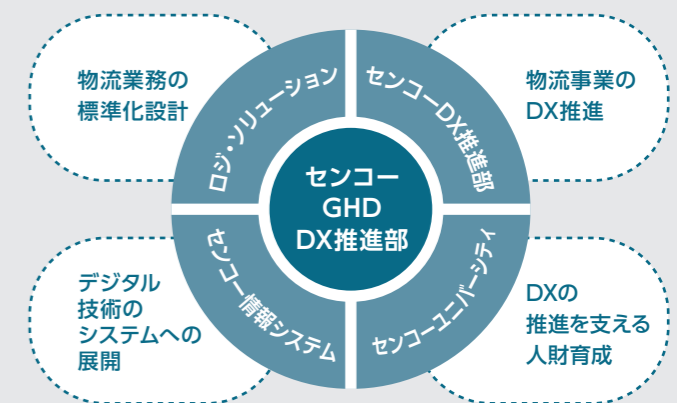 物流業務の
標準化設計
ロジ・ソリューション
センコーDX推進部
物流事業の
DX推進
センコー
GHD
DX推進部
デジタル
技術の
システムへの
展開
センコー情報システム
センコーユニバーシティ
DXの
推進を支える
人財育成